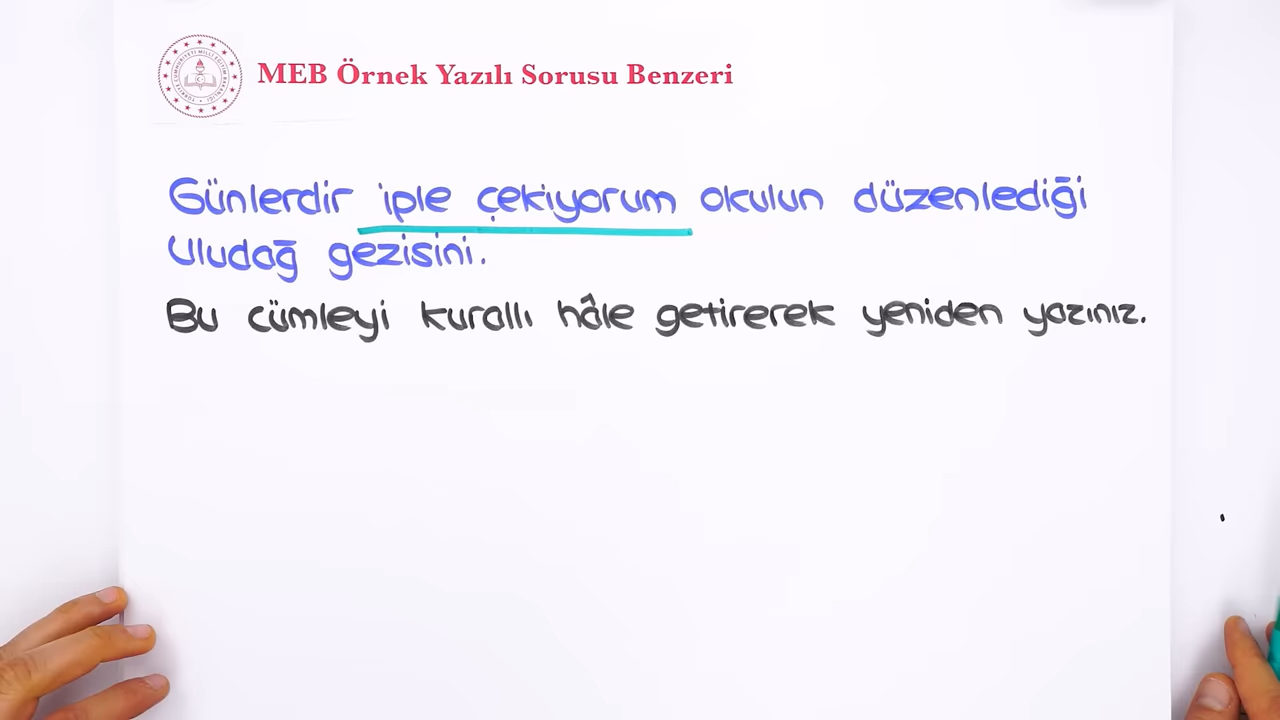 MEB Örnek Yazılı Sorusu Benzeri
Günlerdir iple çekiyorum okulun düzenlediği
Uludağ gezisini.
Bu cümleyi kurallı hâle getirerek yeniden yazınız.